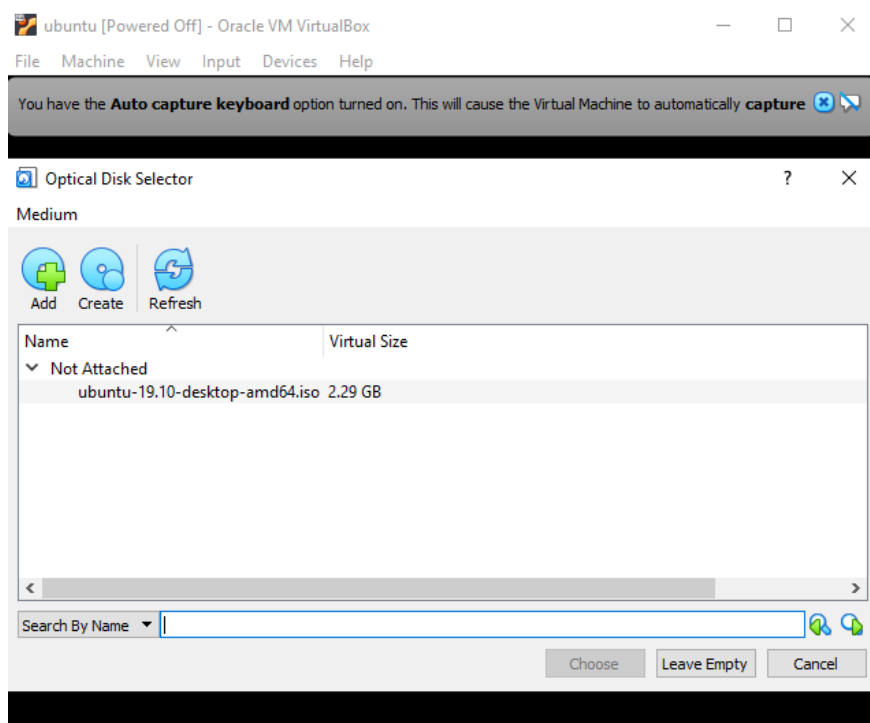 ubuntu [Powered Off] - Oracle VM VirtualBox
File Machine View Input Devices Help
You have the Auto capture keyboard option turned on. This will cause the Virtual Machine to automatically capture
Optical Disk Selector
?
Medium
Add Create Refresh
Name Virtual Size
Not Attached
ubuntu-19.10-desktop-amd64.iso 2.29 GB
Search By Name
Choose Leave Empty Cancel